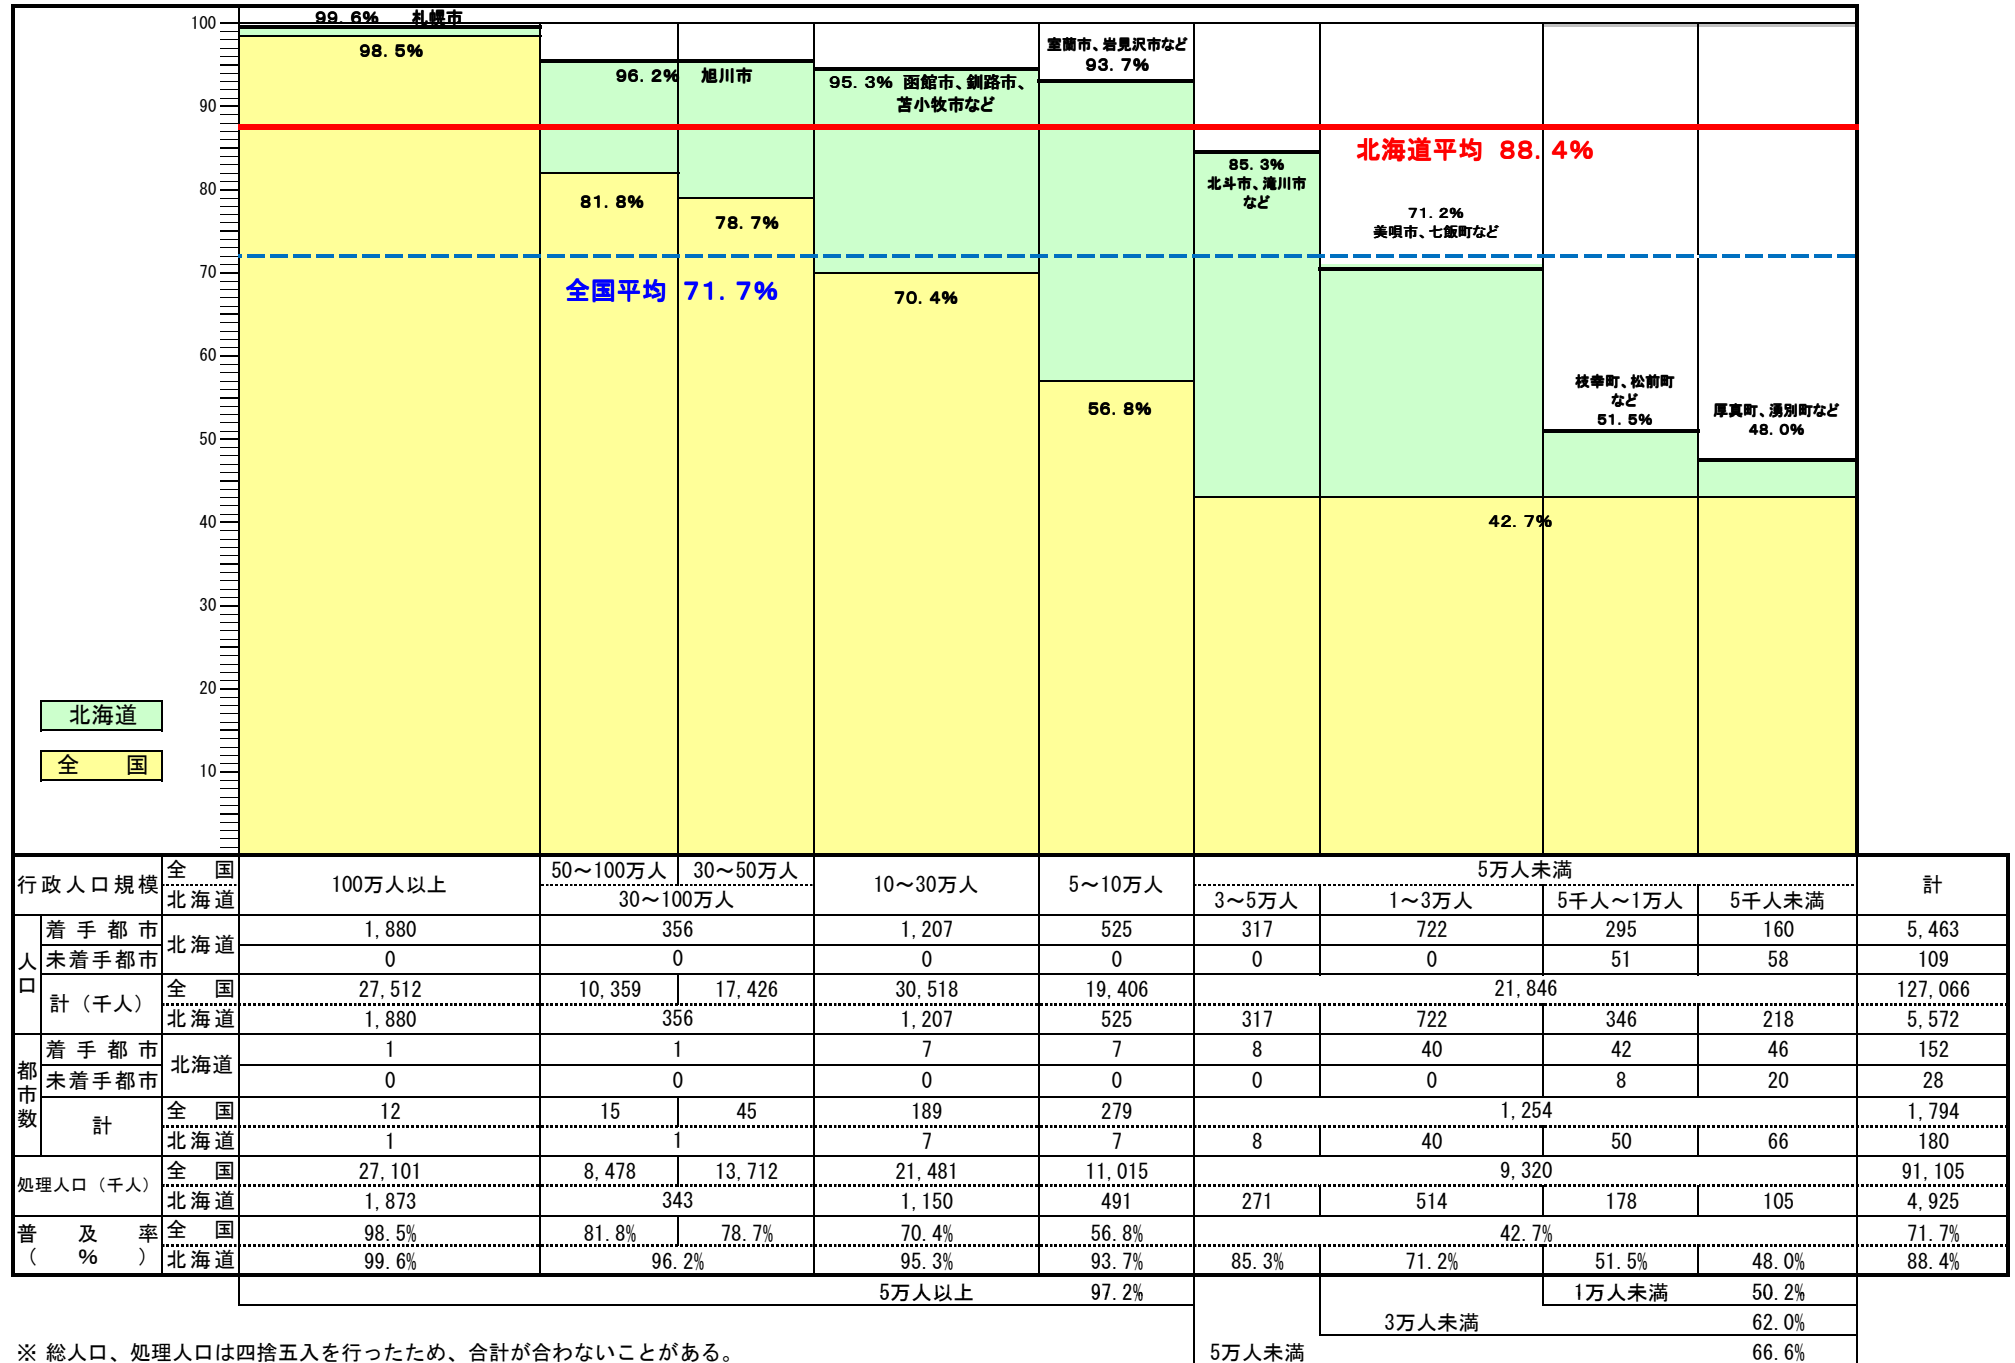 100
99.6% 札幌市
98.5%
96.2% 旭川市
95.3% 函館市、釧路市、
苫小牧市など
室蘭市、岩見沢市など
93.7%
90
北海道平均 88.4%
85.3%
北斗市、滝川市
など
80
81.8%
78.7%
71.2%
美唄市、七飯町など
70
全国平均 71.7%
70.4%
60
56.8%
枝幸町、松前町
など
51.5%
厚真町、湧別町など
48.0%
50
40
42.7%
30
20
北海道
全 国
10
行政人口規模 全 国 100万人以上 50～100万人 30～50万人 10～30万人 5～10万人 5万人未満 計
北海道 30～100万人 3～5万人 1～3万人 5千人～1万人 5千人未満
人口 着手都市 北海道 1,880 356 1,207 525 317 722 295 160 5,463
未着手都市 0 0 0 0 0 0 51 58 109
計（千人） 全 国 27,512 10,359 17,426 30,518 19,406 21,846 127,066
北海道 1,880 356 1,207 525 317 722 346 218 5,572
都市数 着手都市 北海道 1 1 7 7 8 40 42 46 152
未着手都市 0 0 0 0 0 0 8 20 28
計 全 国 12 15 45 189 279 1,254 1,794
北海道 1 1 7 7 8 40 50 66 180
処理人口（千人） 全 国 27,101 8,478 13,712 21,481 11,015 9,320 91,105
北海道 1,873 343 1,150 491 271 514 178 105 4,925
普及率 全 国 98.5% 81.8% 78.7% 70.4% 56.8% 42.7% 71.7%
（ % ） 北海道 99.6% 96.2% 95.3% 93.7% 85.3% 71.2% 51.5% 48.0% 88.4%
5万人以上 97.2% 1万人未満 50.2%
3万人未満 62.0%
※ 総人口、処理人口は四捨五入を行ったため、合計が合わないことがある。 5万人未満 66.6%